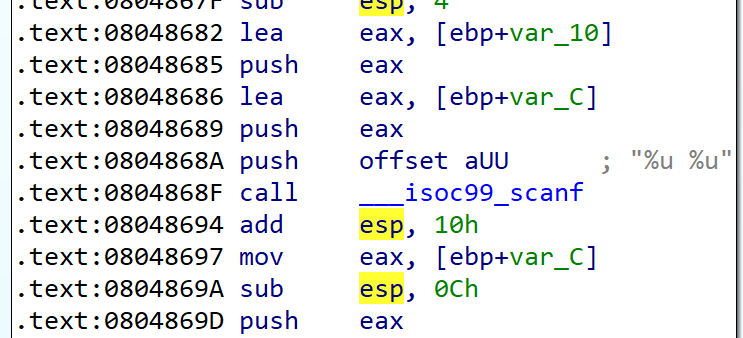 .text:0804867F sub     esp, 4
.text:08048682 lea     eax, [ebp+var_10]
.text:08048685 push    eax
.text:08048686 lea     eax, [ebp+var_C]
.text:08048689 push    eax
.text:0804868A push    offset aUU      ; "%u %u"
.text:0804868F call    ___isoc99_scanf
.text:08048694 add     esp, 10h
.text:08048697 mov     eax, [ebp+var_C]
.text:0804869A sub     esp, 0Ch
.text:0804869D push    eax